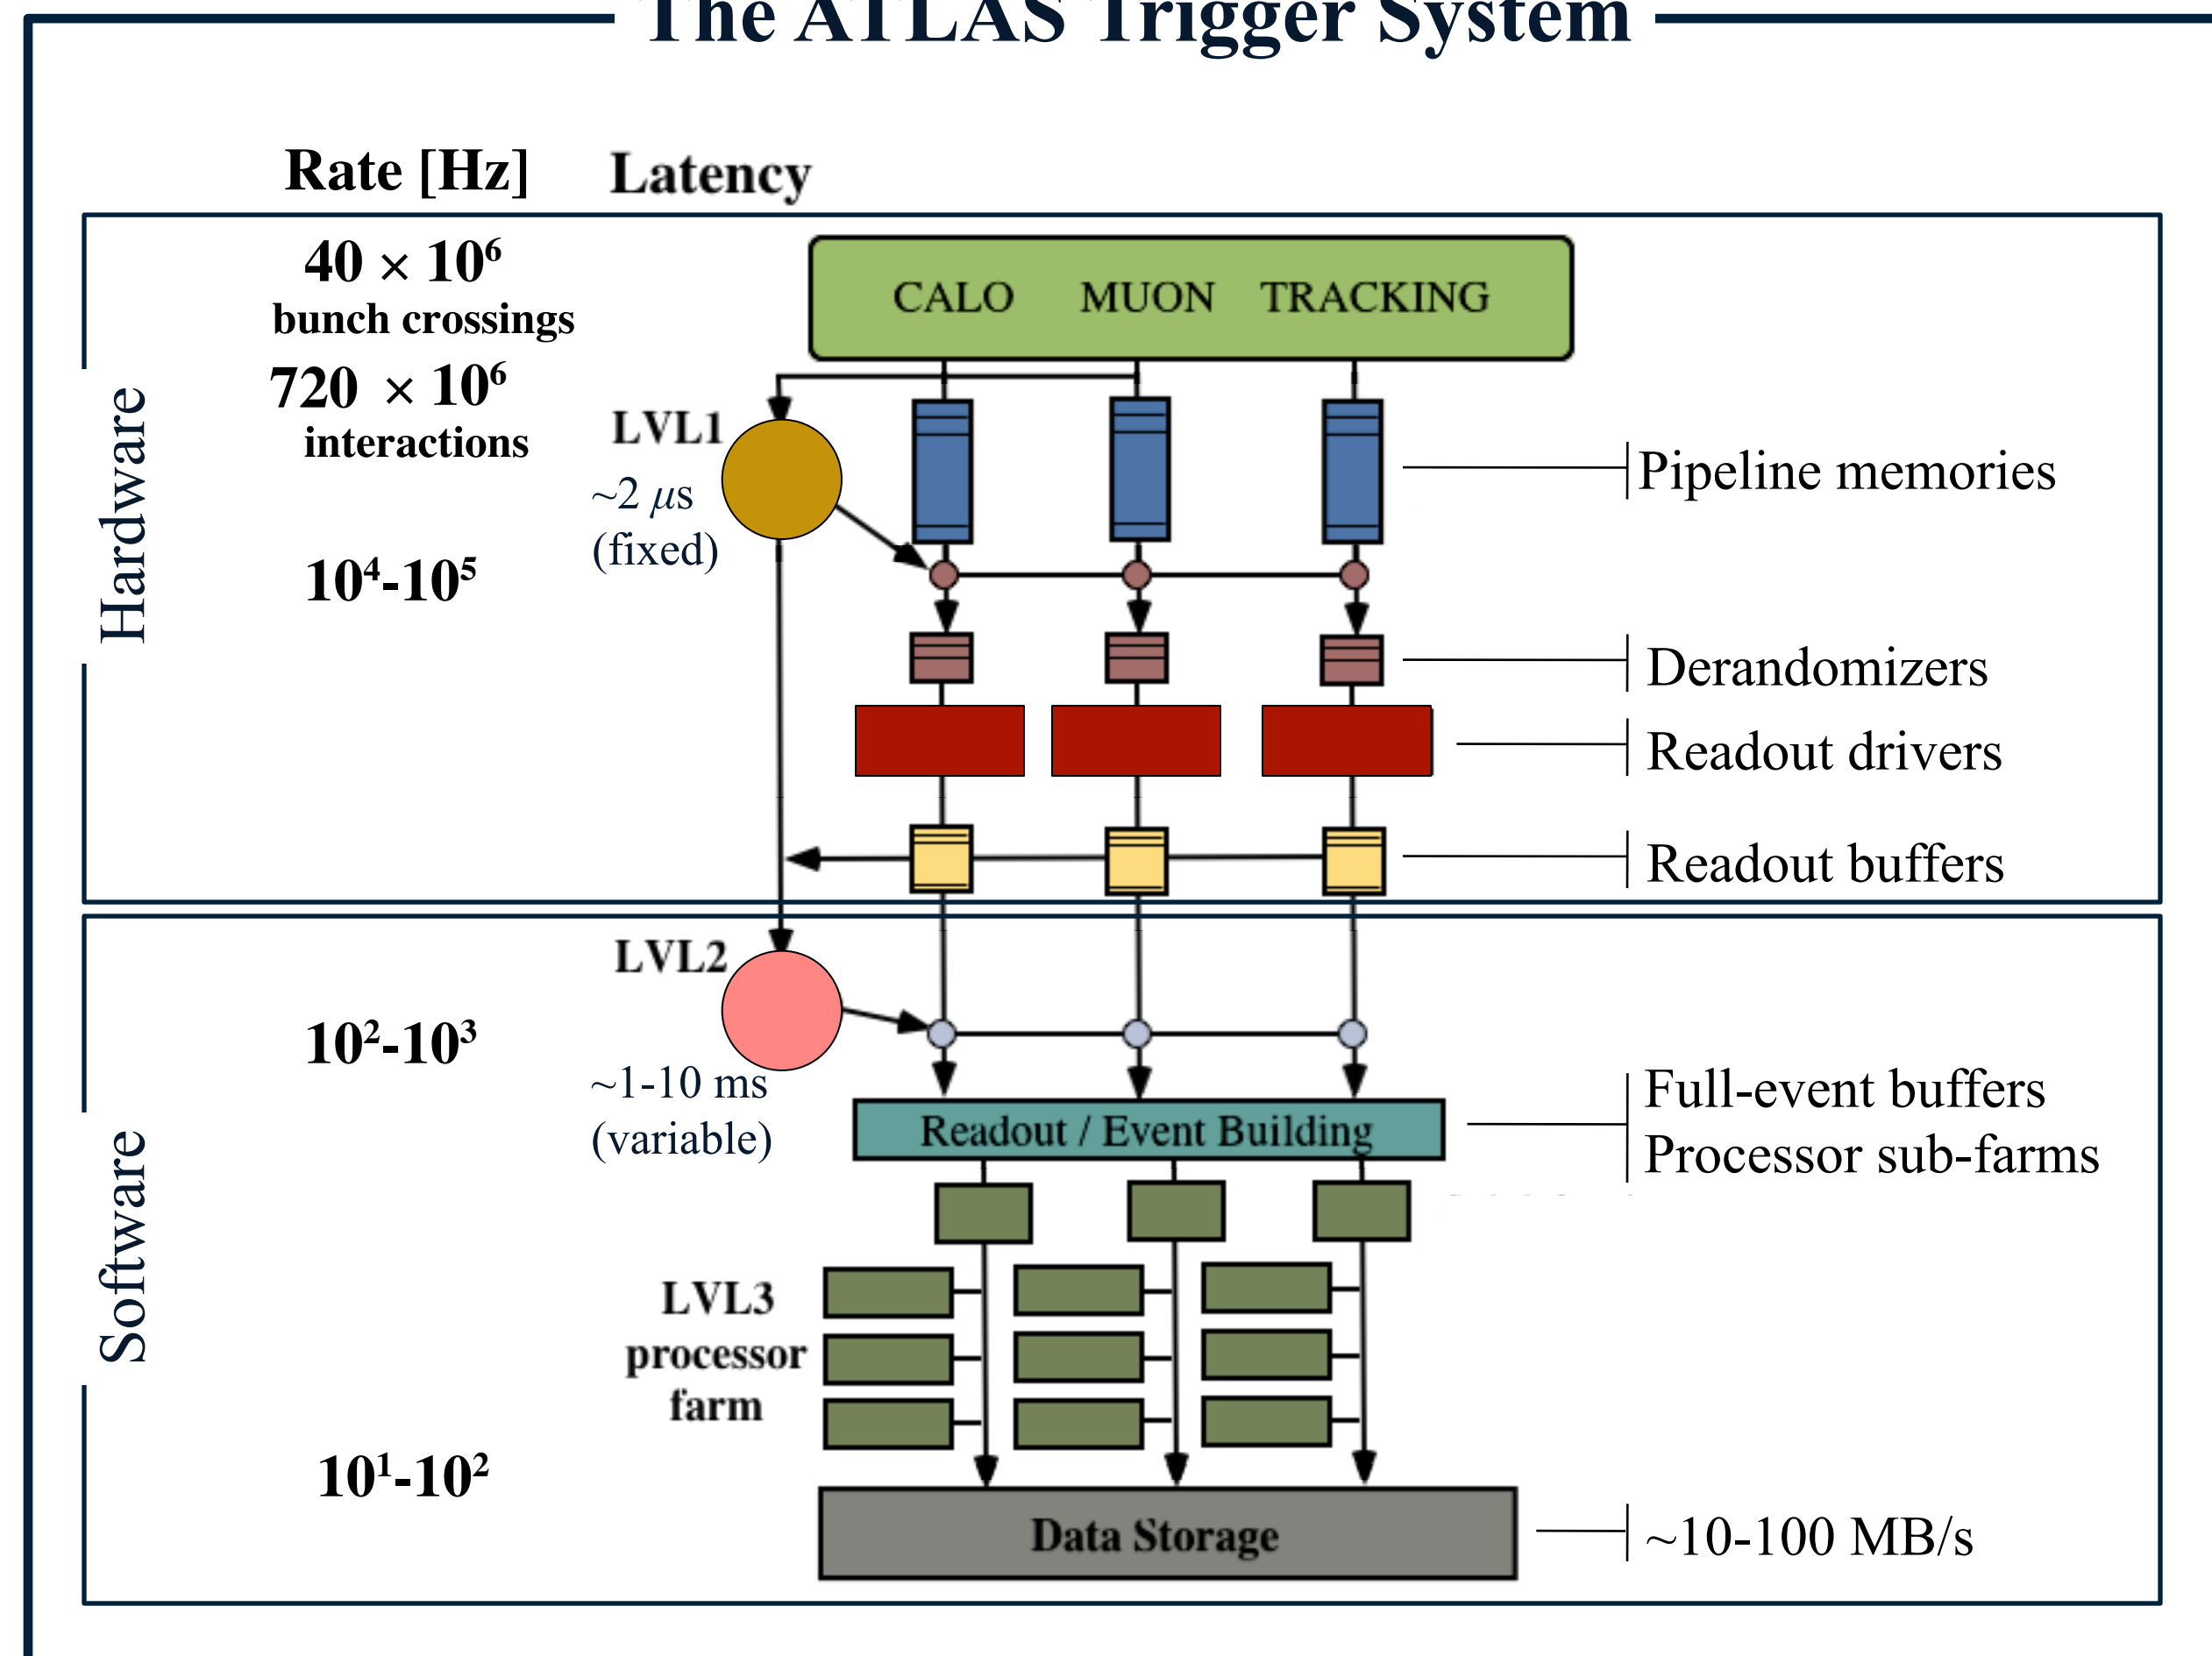 The ATLAS Trigger System
Rate [Hz]
Latency
40 × 10⁶
bunch crossings
720 × 10⁶
interactions
CALO MUON TRACKING
LVL1
~2 μs
(fixed)
Pipeline memories
Hardware
10⁴-10⁵
Derandomizers
Readout drivers
Readout buffers
LVL2
10²-10³
~1-10 ms
(variable)
Readout / Event Building
Full-event buffers
Processor sub-farms
Software
LVL3
processor
farm
10¹-10²
Data Storage
~10-100 MB/s